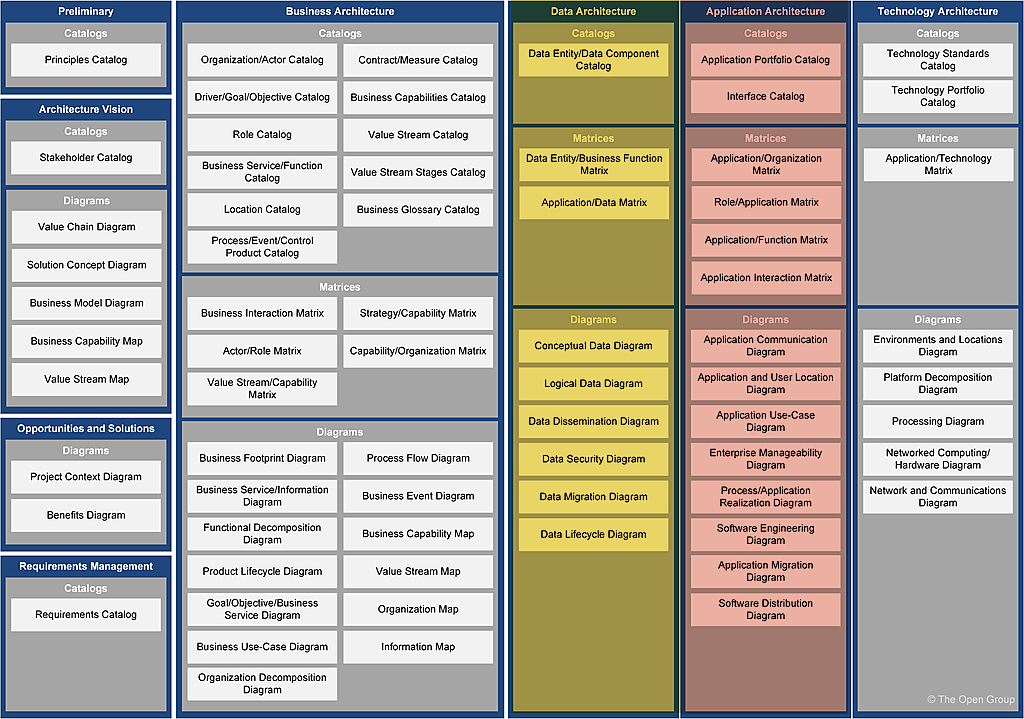 Preliminary
Catalogs
Principles Catalog
Architecture Vision
Catalogs
Stakeholder Catalog
Diagrams
Value Chain Diagram
Solution Concept Diagram
Business Model Diagram
Business Capability Map
Value Stream Map
Opportunities and Solutions
Diagrams
Project Context Diagram
Benefits Diagram
Requirements Management
Catalogs
Requirements Catalog
Business Architecture
Catalogs
Organization/Actor Catalog
Driver/Goal/Objective Catalog
Role Catalog
Business Service/Function
Catalog
Location Catalog
Process/Event/Control
Product Catalog
Contract/Measure Catalog
Business Capabilities Catalog
Value Stream Catalog
Value Stream Stages Catalog
Business Glossary Catalog
Matrices
Business Interaction Matrix
Actor/Role Matrix
Value Stream/Capability
Matrix
Strategy/Capability Matrix
Capability/Organization Matrix
Diagrams
Business Footprint Diagram
Business Service/Information
Diagram
Functional Decomposition
Diagram
Product Lifecycle Diagram
Goal/Objective/Business
Service Diagram
Business Use-Case Diagram
Organization Decomposition
Diagram
Process Flow Diagram
Business Event Diagram
Business Capability Map
Value Stream Map
Organization Map
Information Map
Data Architecture
Catalogs
Data Entity/Data Component
Catalog
Matrices
Data Entity/Business Function
Matrix
Application/Data Matrix
Diagrams
Conceptual Data Diagram
Logical Data Diagram
Data Dissemination Diagram
Data Security Diagram
Data Migration Diagram
Data Lifecycle Diagram
Application Architecture
Catalogs
Application Portfolio Catalog
Interface Catalog
Matrices
Application/Organization
Matrix
Role/Application Matrix
Application/Function Matrix
Application Interaction Matrix
Diagrams
Application Communication
Diagram
Application and User Location
Diagram
Application Use-Case
Diagram
Enterprise Manageability
Diagram
Process/Application
Realization Diagram
Software Engineering
Diagram
Application Migration
Diagram
Software Distribution
Diagram
Technology Architecture
Catalogs
Technology Standards
Catalog
Technology Portfolio
Catalog
Matrices
Application/Technology
Matrix
Diagrams
Environments and Locations
Diagram
Platform Decomposition
Diagram
Processing Diagram
Networked Computing/
Hardware Diagram
Network and Communications
Diagram
© The Open Group